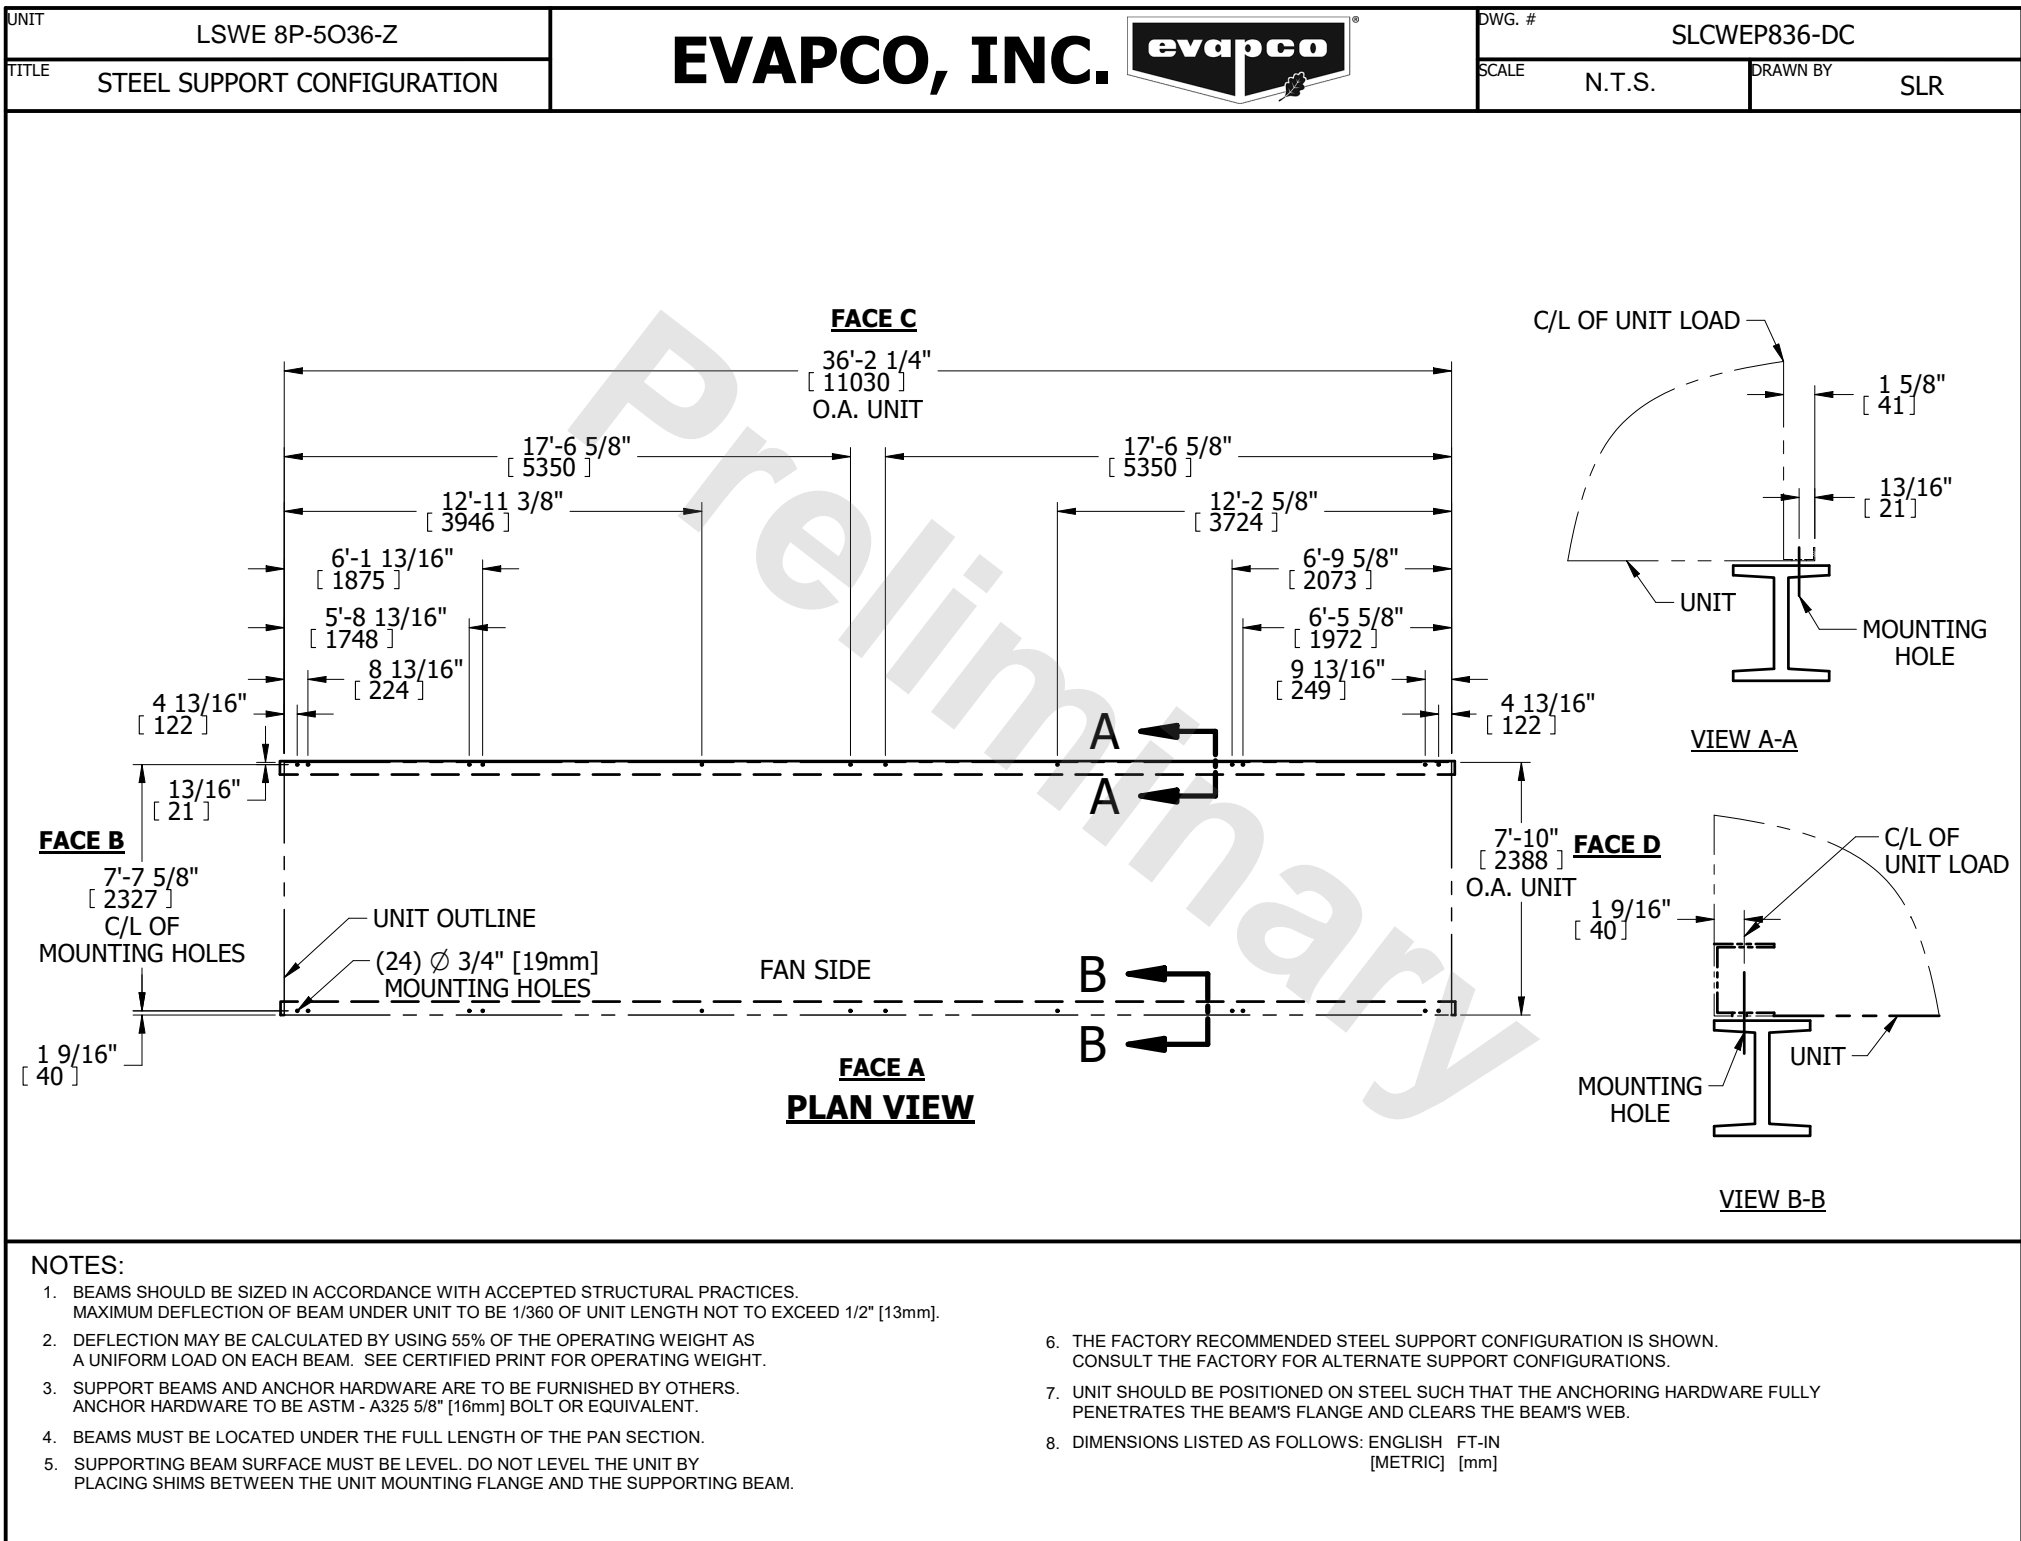 UNIT
LSWE 8P-5O36-Z
TITLE
STEEL SUPPORT CONFIGURATION
EVAPCO, INC.
evapco
®
DWG. #
SLCWEP836-DC
SCALE
N.T.S.
DRAWN BY
SLR
Preliminary
FACE C
36'-2 1/4"
[ 11030 ]
O.A. UNIT
17'-6 5/8"
[ 5350 ]
17'-6 5/8"
[ 5350 ]
12'-11 3/8"
[ 3946 ]
12'-2 5/8"
[ 3724 ]
6'-1 13/16"
[ 1875 ]
6'-9 5/8"
[ 2073 ]
5'-8 13/16"
[ 1748 ]
6'-5 5/8"
[ 1972 ]
8 13/16"
[ 224 ]
9 13/16"
[ 249 ]
4 13/16"
[ 122 ]
4 13/16"
[ 122 ]
A
A
13/16"
[ 21 ]
FACE B
7'-7 5/8"
[ 2327 ]
C/L OF
MOUNTING HOLES
7'-10"
[ 2388 ]
O.A. UNIT
FACE D
UNIT OUTLINE
(24) Ø 3/4" [19mm]
MOUNTING HOLES
FAN SIDE
B
B
1 9/16"
[ 40 ]
FACE A
PLAN VIEW
C/L OF UNIT LOAD
1 5/8"
[ 41 ]
13/16"
[ 21 ]
UNIT
MOUNTING
HOLE
VIEW A-A
C/L OF
UNIT LOAD
1 9/16"
[ 40 ]
UNIT
MOUNTING
HOLE
VIEW B-B
NOTES:
1. BEAMS SHOULD BE SIZED IN ACCORDANCE WITH ACCEPTED STRUCTURAL PRACTICES.
MAXIMUM DEFLECTION OF BEAM UNDER UNIT TO BE 1/360 OF UNIT LENGTH NOT TO EXCEED 1/2" [13mm].
2. DEFLECTION MAY BE CALCULATED BY USING 55% OF THE OPERATING WEIGHT AS
A UNIFORM LOAD ON EACH BEAM. SEE CERTIFIED PRINT FOR OPERATING WEIGHT.
3. SUPPORT BEAMS AND ANCHOR HARDWARE ARE TO BE FURNISHED BY OTHERS.
ANCHOR HARDWARE TO BE ASTM - A325 5/8" [16mm] BOLT OR EQUIVALENT.
4. BEAMS MUST BE LOCATED UNDER THE FULL LENGTH OF THE PAN SECTION.
5. SUPPORTING BEAM SURFACE MUST BE LEVEL. DO NOT LEVEL THE UNIT BY
PLACING SHIMS BETWEEN THE UNIT MOUNTING FLANGE AND THE SUPPORTING BEAM.
6. THE FACTORY RECOMMENDED STEEL SUPPORT CONFIGURATION IS SHOWN.
CONSULT THE FACTORY FOR ALTERNATE SUPPORT CONFIGURATIONS.
7. UNIT SHOULD BE POSITIONED ON STEEL SUCH THAT THE ANCHORING HARDWARE FULLY
PENETRATES THE BEAM'S FLANGE AND CLEARS THE BEAM'S WEB.
8. DIMENSIONS LISTED AS FOLLOWS: ENGLISH FT-IN
[METRIC] [mm]